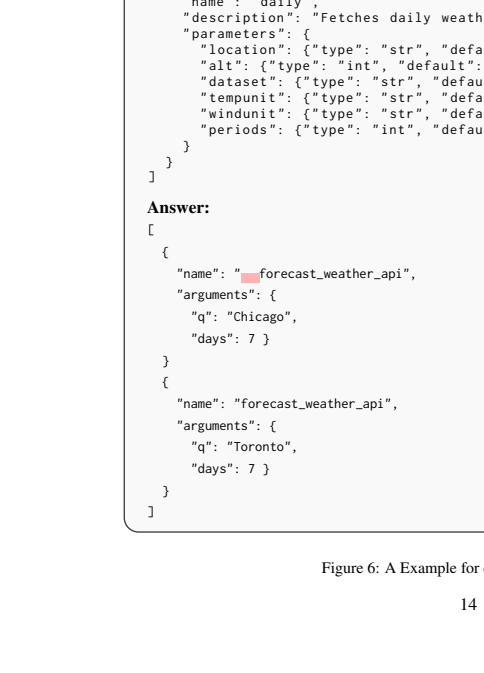 "name": "daily",
"description": "Fetches daily weath
"parameters": {
"location": {"type": "str", "defa
"alt": {"type": "int", "default":
"dataset": {"type": "str", "defau
"tempunit": {"type": "str", "defa
"windunit": {"type": "str", "defa
"periods": {"type": "int", "defau
}
}
]
Answer:
[
{
"name": "__forecast_weather_api",
"arguments": {
"q": "Chicago",
"days": 7 }
}
{
"name": "forecast_weather_api",
"arguments": {
"q": "Toronto",
"days": 7 }
}
]
Figure 6: A Example for
14